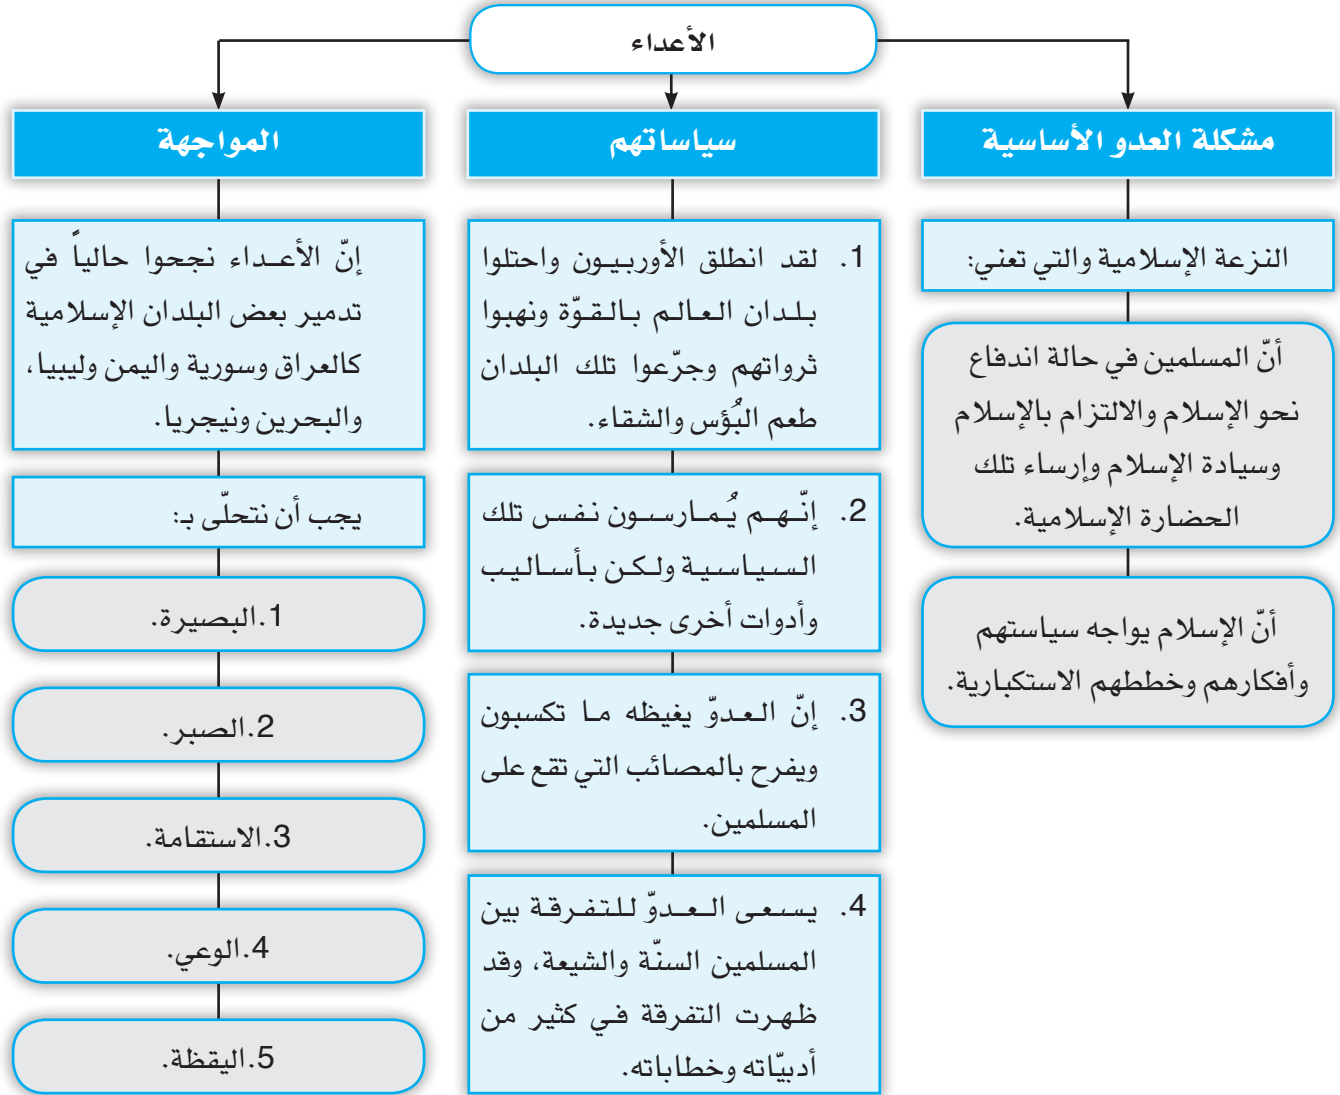 الأعداء
مشكلة العدو الأساسية
النزعة الإسلامية والتي تعني:
أنّ المسلمين في حالة اندفاع
نحو الإسلام والالتزام بالإسلام
وسيادة الإسلام وإرساء تلك
الحضارة الإسلامية.
أنّ الإسلام يواجه سياستهم
وأفكارهم وخططهم الاستكبارية.
سياساتهم
1. لقد انطلق الأوربيون واحتلوا
بلدان العالم بالقوّة ونهبوا
ثرواتهم وجرّعوا تلك البلدان
طعم البُؤس والشقاء.
2. إنّهم يُمارسون نفس تلك
السياسية ولكن بأساليب
وأدوات أخرى جديدة.
3. إنّ العدوّ يغيظه ما تكسبون
ويفرح بالمصائب التي تقع على
المسلمين.
4. يسعى العدوّ للتفرقة بين
المسلمين السنّة والشيعة، وقد
ظهرت التفرقة في كثير من
أدبيّاته وخطاباته.
المواجهة
إنّ الأعداء نجحوا حالياً في
تدمير بعض البلدان الإسلامية
كالعراق وسورية واليمن وليبيا،
والبحرين ونيجريا.
يجب أن نتحلّى بـ:
1.البصيرة.
2.الصبر.
3.الاستقامة.
4.الوعي.
5.اليقظة.